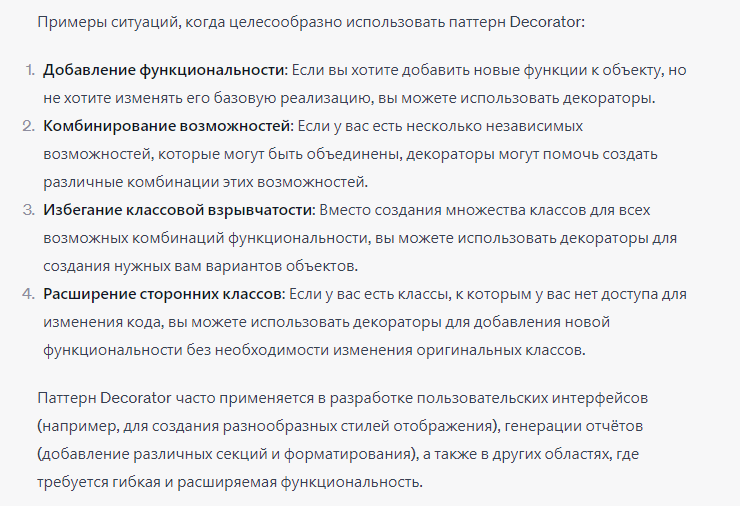 Примеры ситуаций, когда целесообразно использовать паттерн Decorator:
1. Добавление функциональности: Если вы хотите добавить новые функции к объекту, но
не хотите изменять его базовую реализацию, вы можете использовать декораторы.
2. Комбинирование возможностей: Если у вас есть несколько независимых
возможностей, которые могут быть объединены, декораторы могут помочь создать
различные комбинации этих возможностей.
3. Избегание классовой взрывчатости: Вместо создания множества классов для всех
возможных комбинаций функциональности, вы можете использовать декораторы для
создания нужных вам вариантов объектов.
4. Расширение сторонних классов: Если у вас есть классы, к которым у вас нет доступа для
изменения кода, вы можете использовать декораторы для добавления новой
функциональности без необходимости изменения оригинальных классов.
Паттерн Decorator часто применяется в разработке пользовательских интерфейсов
(например, для создания разнообразных стилей отображения), генерации отчётов
(добавление различных секций и форматирования), а также в других областях, где
требуется гибкая и расширяемая функциональность.